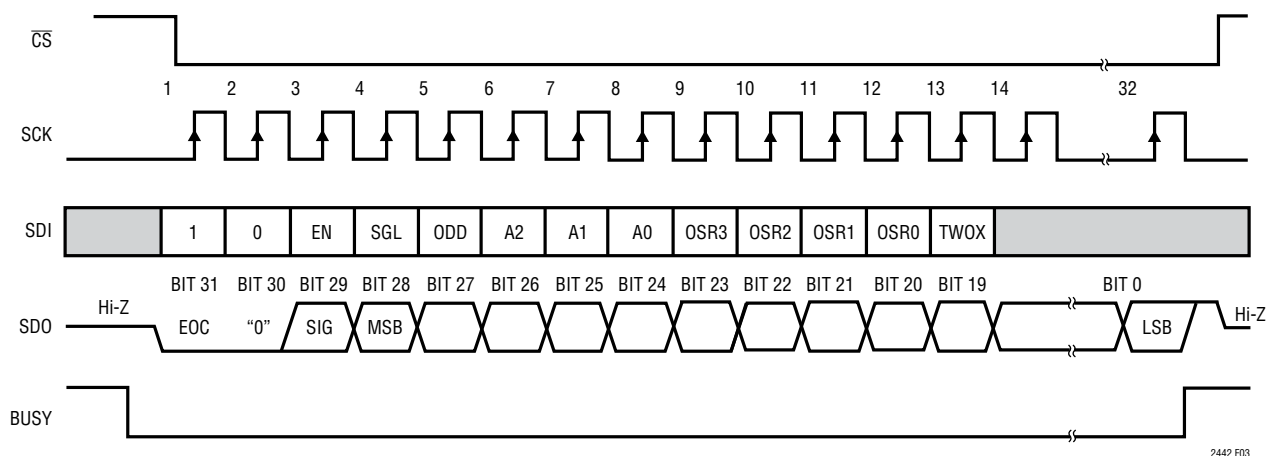 CS
1 2 3 4 5 6 7 8 9 10 11 12 13 14 32
SCK
SDI 1 0 EN SGL ODD A2 A1 A0 OSR3 OSR2 OSR1 OSR0 TWOX
BIT 31 BIT 30 BIT 29 BIT 28 BIT 27 BIT 26 BIT 25 BIT 24 BIT 23 BIT 22 BIT 21 BIT 20 BIT 19 BIT 0
Hi-Z Hi-Z
SDO EOC “0” SIG MSB LSB
BUSY
2442 F03